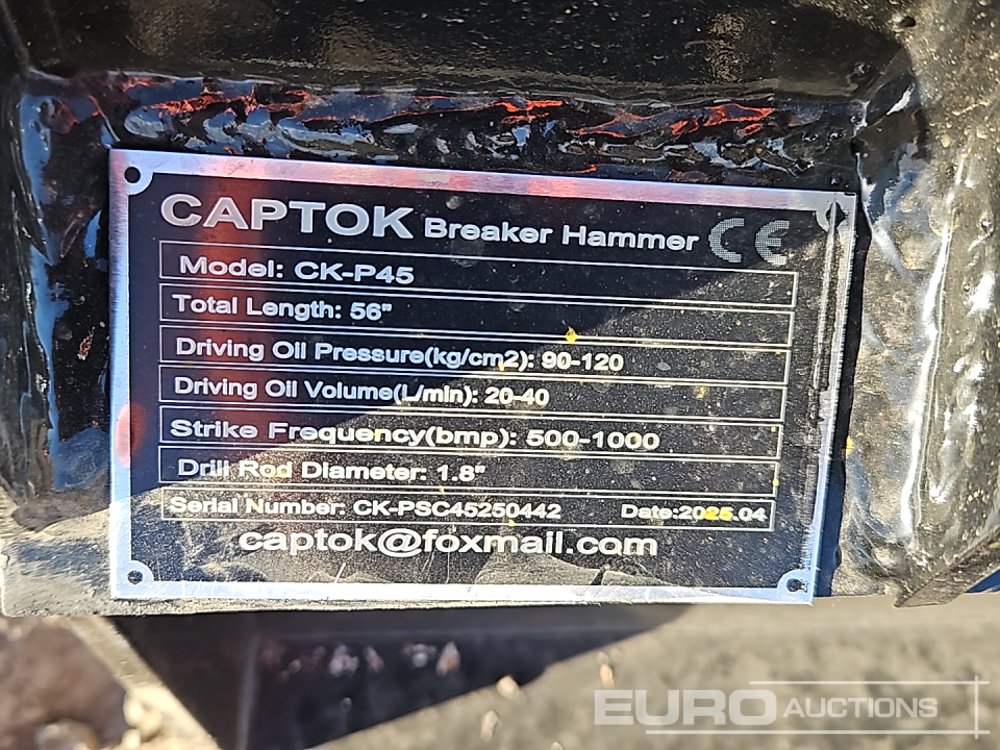 CAPTOK Breaker Hammer CE
Model: CK-P45
Total Length: 56"
Driving Oil Pressure(kg/cm2): 90-120
Driving Oil Volume(L/min): 20-40
Strike Frequency(bmp): 500-1000
Drill Rod Diameter: 1.8"
Serial Number: CK-PSC45250442 Date:2025.04
captok@foxmail.com
EURO AUCTIONS